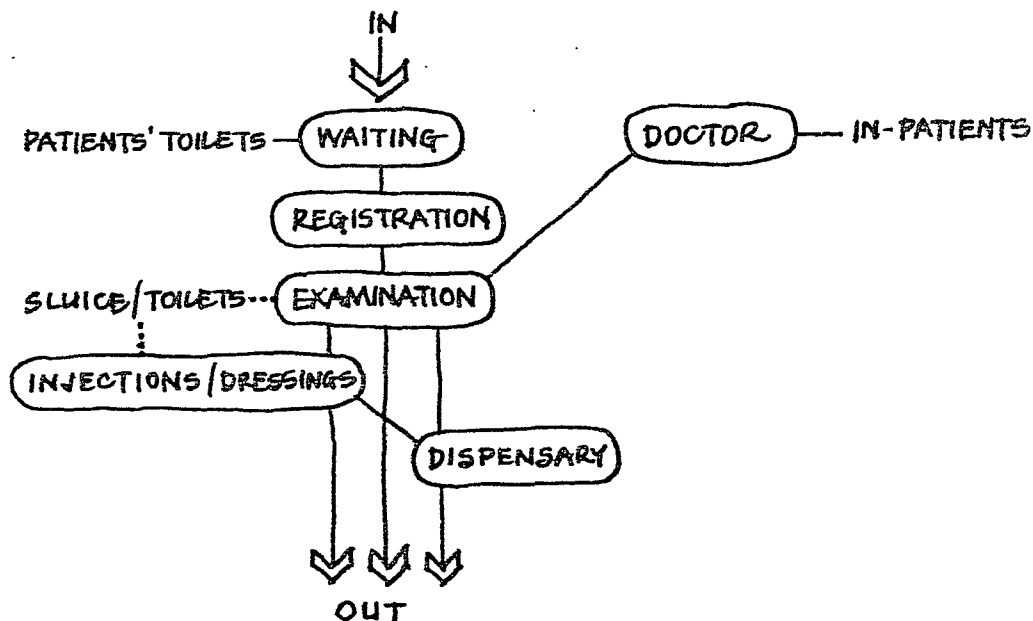 IN
PATIENTS' TOILETS
WAITING
DOCTOR
IN-PATIENTS
REGISTRATION
SLUICE/TOILETS
EXAMINATION
INJECTIONS/DRESSINGS
DISPENSARY
OUT